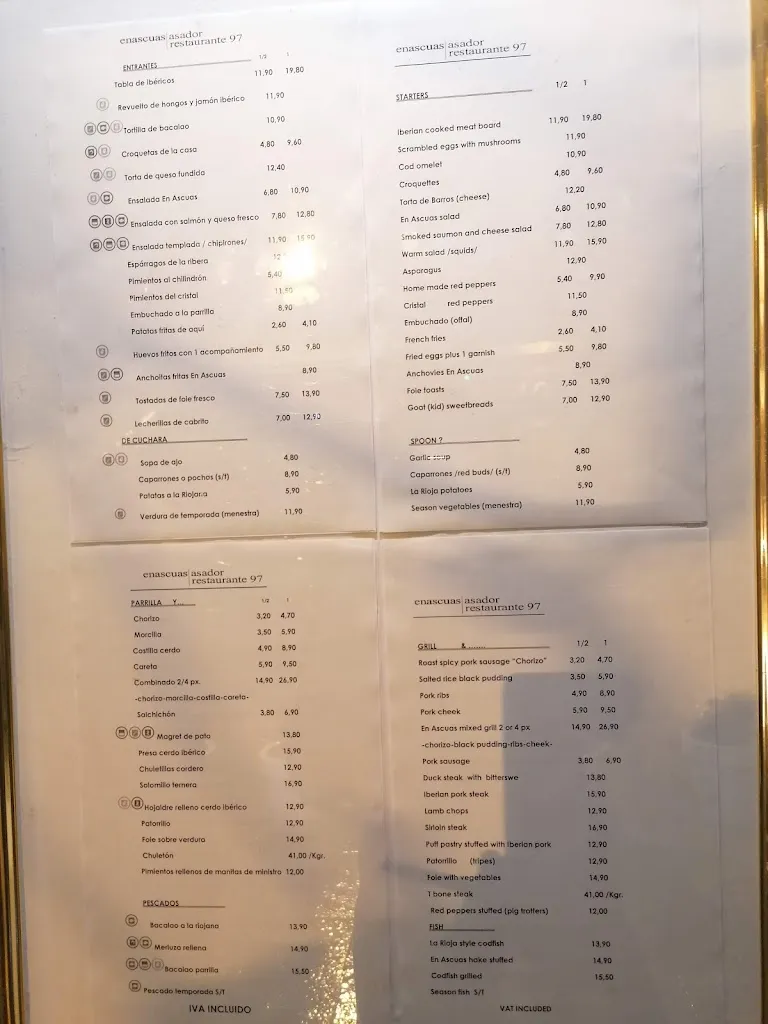 enascuas asador
restaurante 97
ENTRANTES 1/2 1
Tabla de Ibéricos 11,90 19,80
Revuelto de hongos y jamón ibérico 11,90
Tortilla de bacalao 10,90
Croquetas de la casa 4,80 9,60
Torta de queso fundida 12,40
Ensalada En Ascuas 6,80 10,90
Ensalada con salmón y queso fresco 7,80 12,80
Ensalada templada / chipirones/ 11,90 15,90
Espárragos de la ribera
Pimientos al chilindrón 5,40
Pimientos del cristal 11,50
Embuchado a la parrilla 8,90
Patatas fritas de aquí 2,60 4,10
Huevos fritos con 1 acompañamiento 5,50 9,80
Anchoitas fritas En Ascuas 8,90
Tostadas de foie fresco 7,50 13,90
Lecherillas de cabrito 7,00 12,90
DE CUCHARA
Sopa de ajo 4,80
Caparrones o pochas (s/t) 8,90
Patatas a la Riojana 5,90
Verdura de temporada (menestra) 11,90
enascuas asador
restaurante 97
STARTERS 1/2 1
Iberian cooked meat board 11,90 19,80
Scrambled eggs with mushrooms 11,90
Cod omelet 10,90
Croquettes 4,80 9,60
Torta de Barros (cheese) 12,20
En Ascuas salad 6,80 10,90
Smoked saumon and cheese salad 7,80 12,80
Warm salad /squids/ 11,90 15,90
Asparagus 12,90
Home made red peppers 5,40 9,90
Cristal red peppers 11,50
Embuchado (offal) 8,90
French fries 2,60 4,10
Fried eggs plus 1 garnish 5,50 9,80
Anchovies En Ascuas 8,90
Foie toasts 7,50 13,90
Goat (kid) sweetbreads 7,00 12,90
SPOON ?
Garlic soup 4,80
Caparrones /red buds/ (s/t) 8,90
La Rioja potatoes 5,90
Season vegetables (menestra) 11,90
enascuas asador
restaurante 97
PARRILLA Y... 1/2 1
Chorizo 3,20 4,70
Morcilla 3,50 5,90
Costilla cerdo 4,90 8,90
Careta 5,90 9,50
Combinado 2/4 px. 14,90 26,90
-chorizo-morcilla-costilla-careta-
Salchichón 3,80 6,90
Magret de pato 13,80
Presa cerdo ibérico 15,90
Chuletillas cordero 12,90
Solomillo ternera 16,90
Hojaldre relleno cerdo ibérico 12,90
Patorrillo 12,90
Foie sobre verdura 14,90
Chuletón 41,00 /Kgr.
Pimientos rellenos de manitas de ministro 12,00
PESCADOS
Bacalao a la riojana 13,90
Merluza rellena 14,90
Bacalao parrilla 15,50
Pescado temporada S/T
IVA INCLUIDO
enascuas asador
restaurante 97
GRILL & ....... 1/2 1
Roast spicy pork sausage "Chorizo" 3,20 4,70
Salted rice black pudding 3,50 5,90
Pork ribs 4,90 8,90
Pork cheek 5,90 9,50
En Ascuas mixed grill 2 or 4 px 14,90 26,90
-chorizo-black pudding-ribs-cheek-
Pork sausage 3,80 6,90
Duck steak with bitterswe 13,80
Iberian pork steak 15,90
Lamb chops 12,90
Sirloin steak 16,90
Puff pastry stuffed with Iberian pork 12,90
Patorrillo (tripes) 12,90
Foie with vegetables 14,90
T bone steak 41,00 /Kgr.
Red peppers stuffed (pig trotters) 12,00
FISH
La Rioja style codfish 13,90
En Ascuas hake stuffed 14,90
Codfish grilled 15,50
Season fish S/T
VAT INCLUDED